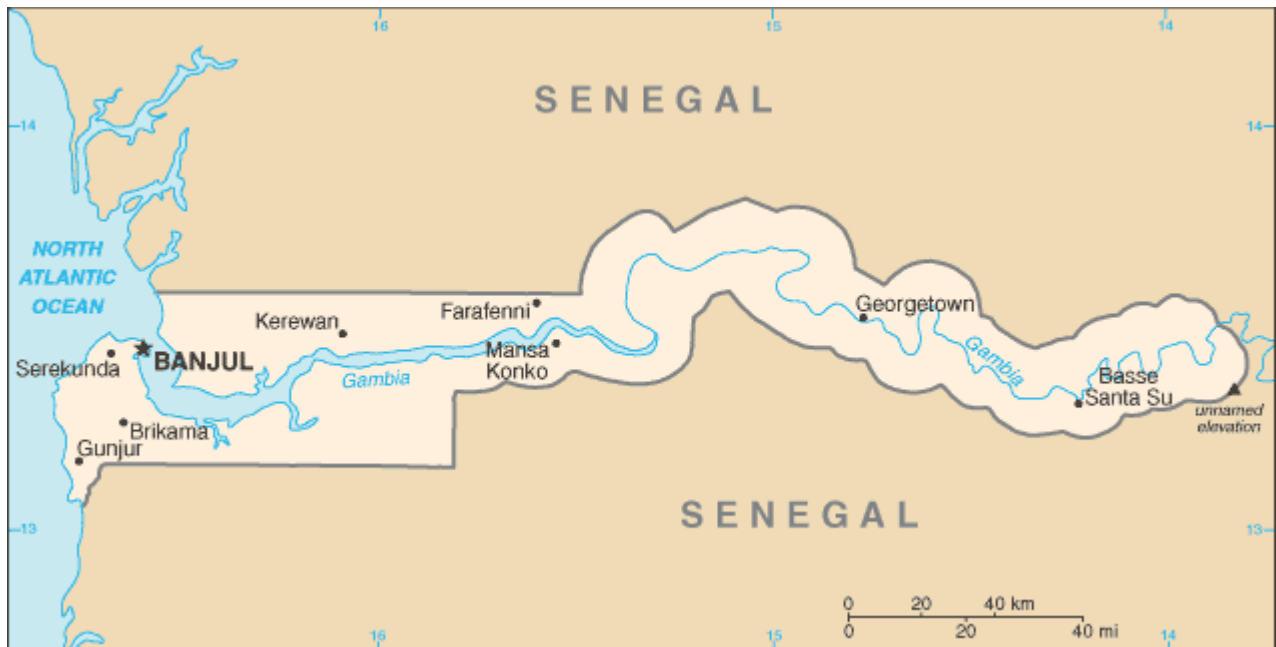 16 15 14
SENEGAL
14 14
NORTH
ATLANTIC
OCEAN
Georgetown
Farafenni
Kerewan
Mansa
Konko
BANJUL
Serekunda
Gambia
Gambia
Basse
Santa Su
unnamed
elevation
Brikama
Gunjur
SENEGAL
13 13
0 20 40 km
0 20 40 mi
16 15 14